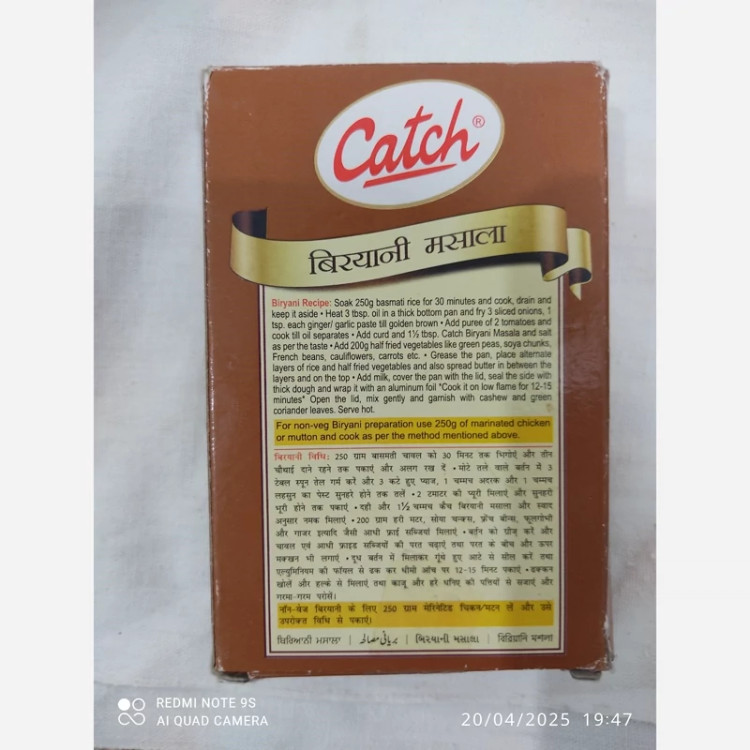 Catch®
बिरयानी मसाला
Biryani Recipe: Soak 250g basmati rice for 30 minutes and cook, drain and
keep it aside • Heat 3 tbsp. oil in a thick bottom pan and fry 3 sliced onions, 1
tsp. each ginger/ garlic paste till golden brown • Add puree of 2 tomatoes and
cook till oil separates • Add curd and 1½ tbsp. Catch Biryani Masala and salt
as per the taste • Add 200g half fried vegetables like green peas, soya chunks,
French beans, cauliflowers, carrots etc. • Grease the pan, place alternate
layers of rice and half fried vegetables and also spread butter in between the
layers and on the top • Add milk, cover the pan with the lid, seal the side with
thick dough and wrap it with an aluminum foil *Cook it on low flame for 12-15
minutes* Open the lid, mix gently and garnish with cashew and green
coriander leaves. Serve hot.
For non-veg Biryani preparation use 250g of marinated chicken
or mutton and cook as per the method mentioned above.
बिरयानी विधि: 250 ग्राम बासमती चावल को 30 मिनट तक भिगोएं और तीन
चौथाई दाने रहने तक पकाएं और अलग रख दें • मोटे तले वाले बर्तन में 3
टेबल स्पून तेल गर्म करें और 3 कटे हुए प्याज, 1 चम्मच अदरक और 1 चम्मच
लहसुन का पेस्ट सुनहरे होने तक तलें • 2 टमाटर की प्यूरी मिलाएं और सुनहरी
भूरी होने तक पकाएं • दही और 1½ चम्मच कैच बिरयानी मसाला और स्वाद
अनुसार नमक मिलाएं • 200 ग्राम हरी मटर, सोया चन्क्स, फ्रेंच बीन्स, फूलगोभी
और गाजर इत्यादि जैसी आधी फ्राई सब्जियां मिलाएं • बर्तन को ग्रीज़ करें और
चावल एवं आधी फ्राइड सब्जियों की परत चढ़ाएं तथा परत के बीच और ऊपर
मक्खन भी लगाएं • दूध बर्तन में मिलाकर गूंथे हुए आटे से सील करें तथा
एल्युमिनियम की फॉयल से ढक कर धीमी आंच पर 12-15 मिनट पकाएं • ढक्कन
खोलें और हल्के से मिलाएं तथा काजू और हरे धनिए की पत्तियों से सजाएं और
गरमा-गरम परोसें।
नॉन-वेज बिरयानी के लिए 250 ग्राम मेरिनेटिड चिकन/मटन लें और उसे
उपरोक्त विधि से पकाएं।
ਬਿਰਿਆਨੀ ਮਸਾਲਾ | بریانی مصالحہ | બિરયાની મસાલા |
REDMI NOTE 9S
AI QUAD CAMERA
20/04/2025 19:47